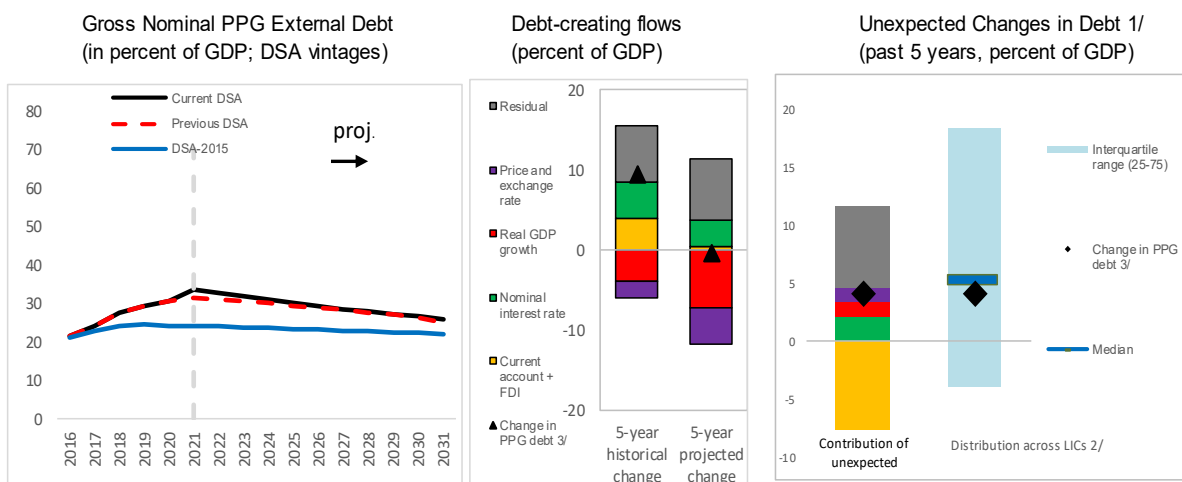 Gross Nominal PPG External Debt
(in percent of GDP; DSA vintages)
80
70
60
50
40
30
20
10
0
Current DSA
Previous DSA
DSA-2015
proj.
2016
2017
2018
2019
2020
2021
2022
2023
2024
2025
2026
2027
2028
2029
2030
2031
Debt-creating flows
(percent of GDP)
Residual
Price and
exchange
rate
Real GDP
growth
Nominal
interest rate
Current
account +
FDI
Change in
PPG debt 3/
20
10
0
-10
-20
5-year
historical
change
5-year
projected
change
Unexpected Changes in Debt 1/
(past 5 years, percent of GDP)
20
15
10
5
0
-5
-10
Interquartile
range (25-75)
Change in PPG
debt 3/
Median
Contribution of
unexpected
Distribution across LICs 2/